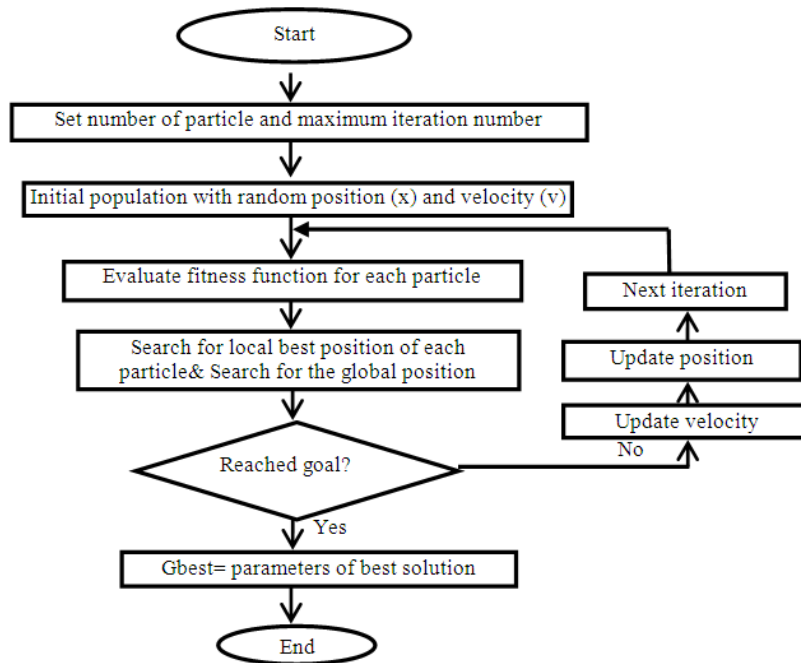 Start
Set number of particle and maximum iteration number
Initial population with random position (x) and velocity (v)
Evaluate fitness function for each particle
Search for local best position of each
particle& Search for the global position
Reached goal?
No
Update velocity
Update position
Next iteration
Yes
Gbest= parameters of best solution
End